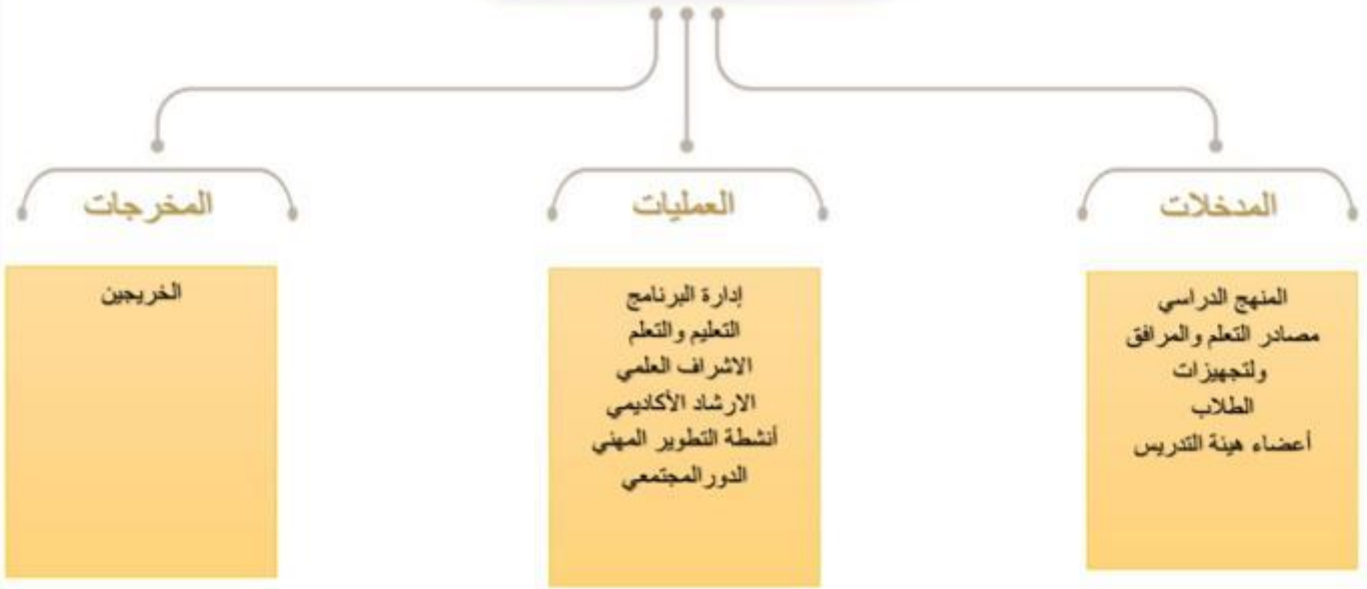 المدخلات
المنهج الدراسي
مصادر التعلم والمرافق
ولتجهيزات
الطلاب
أعضاء هيئة التدريس
العمليات
إدارة البرنامج
التعليم والتعلم
الاشراف العلمي
الارشاد الأكاديمي
أنشطة التطوير المهني
الدور المجتمعي
المخرجات
الخريجين